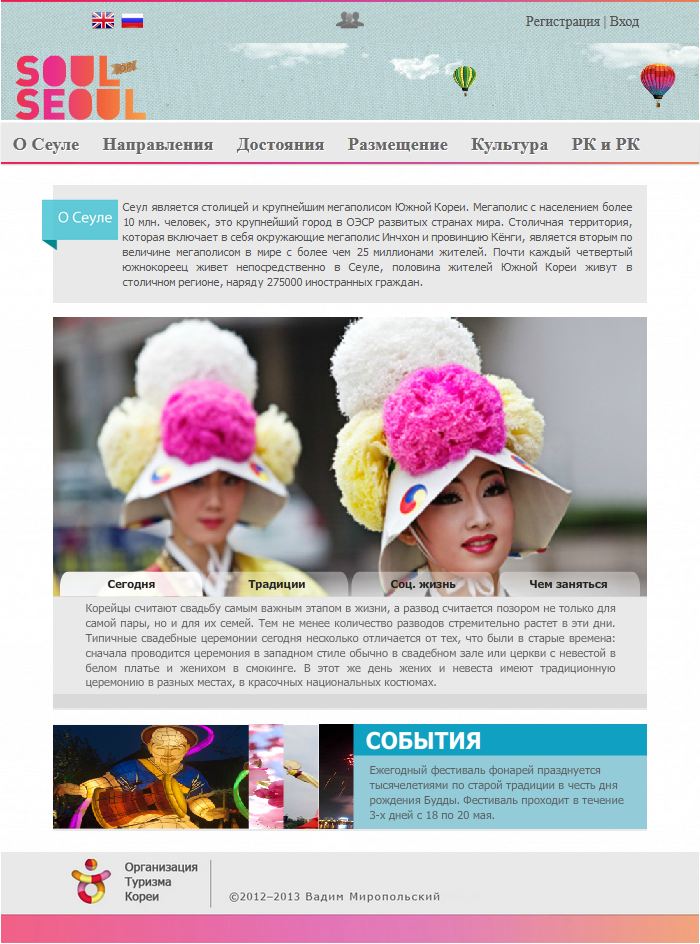 Регистрация | Вход
SOUL
SEOUL
О Сеуле Направления Достояния Размещение Культура РК и РК
О Сеуле
Сеул является столицей и крупнейшим мегаполисом Южной Кореи. Мегаполис с населением более
10 млн. человек, это крупнейший город в ОЭСР развитых странах мира. Столичная территория,
которая включает в себя окружающие мегаполис Инчхон и провинцию Кёнги, является вторым по
величине мегаполисом в мире с более чем 25 миллионами жителей. Почти каждый четвертый
южнокореец живет непосредственно в Сеуле, половина жителей Южной Кореи живут в
столичном регионе, наряду 275000 иностранных граждан.
Сегодня Традиции Соц. жизнь Чем заняться
Корейцы считают свадьбу самым важным этапом в жизни, а развод считается позором не только для
самой пары, но и для их семей. Тем не менее количество разводов стремительно растет в эти дни.
Типичные свадебные церемонии сегодня несколько отличается от тех, что были в старые времена:
сначала проводится церемония в западном стиле обычно в свадебном зале или церкви с невестой в
белом платье и женихом в смокинге. В этот же день жених и невеста имеют традиционную
церемонию в разных местах, в красочных национальных костюмах.
СОБЫТИЯ
Ежегодный фестиваль фонарей празднуется
тысячелетиями по старой традиции в честь дня
рождения Будды. Фестиваль проходит в течение
3-х дней с 18 по 20 мая.
Организация
Туризма
Кореи
©2012–2013 Вадим Миропольский